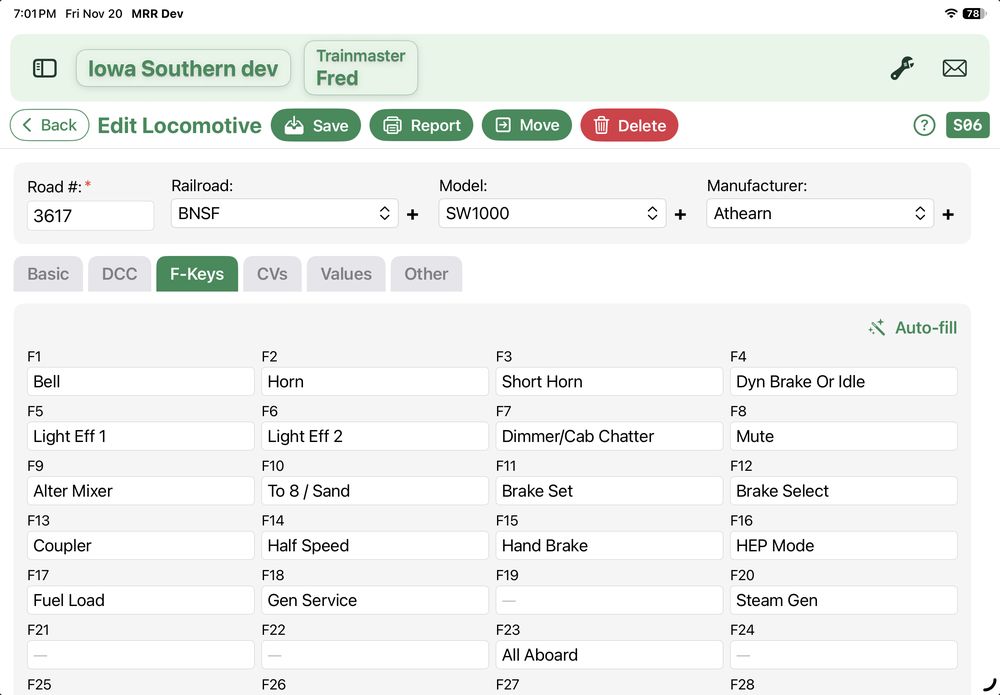 7:01 PM Fri Nov 20 MRR Dev 78
Iowa Southern dev
Trainmaster
Fred
Back Edit Locomotive Save Report Move Delete ? S06
Road #:* Railroad: Model: Manufacturer:
3617 BNSF + SW1000 + Athearn +
Basic DCC F-Keys CVs Values Other
Auto-fill
F1 F2 F3 F4
Bell Horn Short Horn Dyn Brake Or Idle
F5 F6 F7 F8
Light Eff 1 Light Eff 2 Dimmer/Cab Chatter Mute
F9 F10 F11 F12
Alter Mixer To 8 / Sand Brake Set Brake Select
F13 F14 F15 F16
Coupler Half Speed Hand Brake HEP Mode
F17 F18 F19 F20
Fuel Load Gen Service — Steam Gen
F21 F22 F23 F24
— — All Aboard —
F25 F26 F27 F28